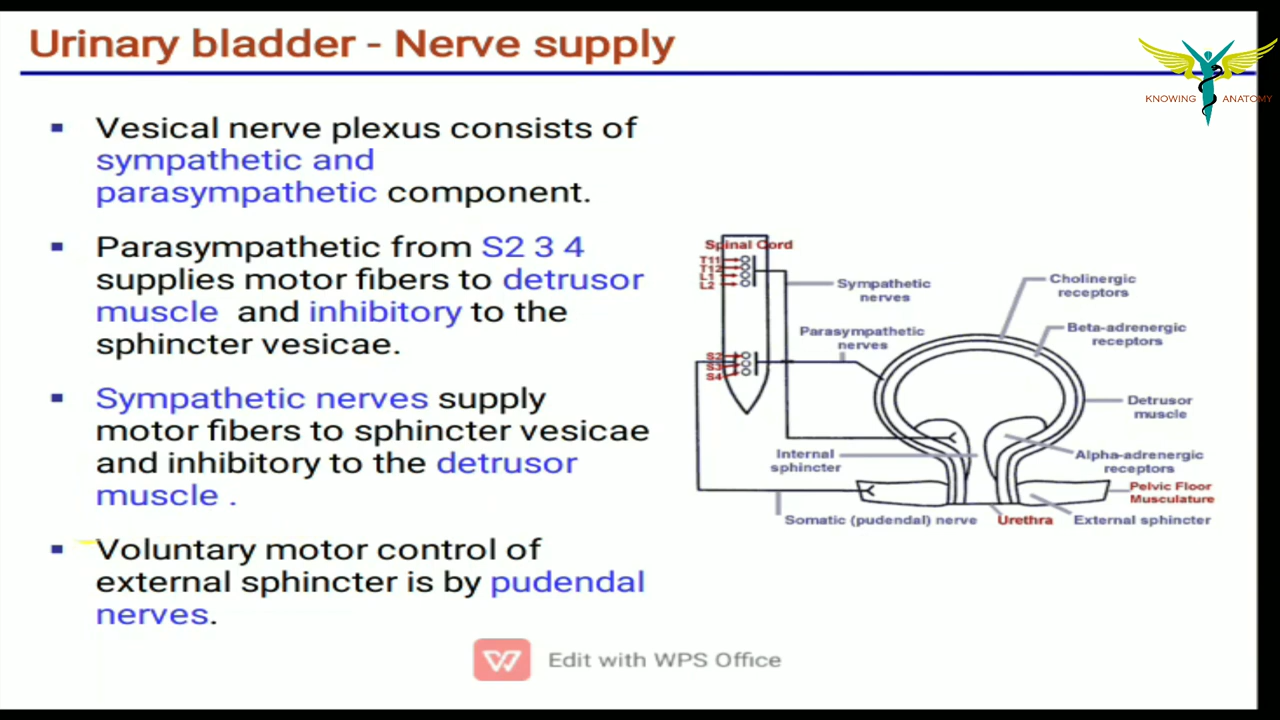 Urinary bladder - Nerve supply
KNOWING ANATOMY
Vesical nerve plexus consists of
sympathetic and
parasympathetic component.
Parasympathetic from S2 3 4
supplies motor fibers to detrusor
muscle and inhibitory to the
sphincter vesicae.
Sympathetic nerves supply
motor fibers to sphincter vesicae
and inhibitory to the detrusor
muscle .
Voluntary motor control of
external sphincter is by pudendal
nerves.
Spinal Cord
T11
T12
L1
L2
Sympathetic
nerves
Parasympathetic
nerves
S2
S3
S4
Cholinergic
receptors
Beta-adrenergic
receptors
Detrusor
muscle
Internal
sphincter
Alpha-adrenergic
receptors
Pelvic Floor
Musculature
Somatic (pudendal) nerve
Urethra
External sphincter
Edit with WPS Office